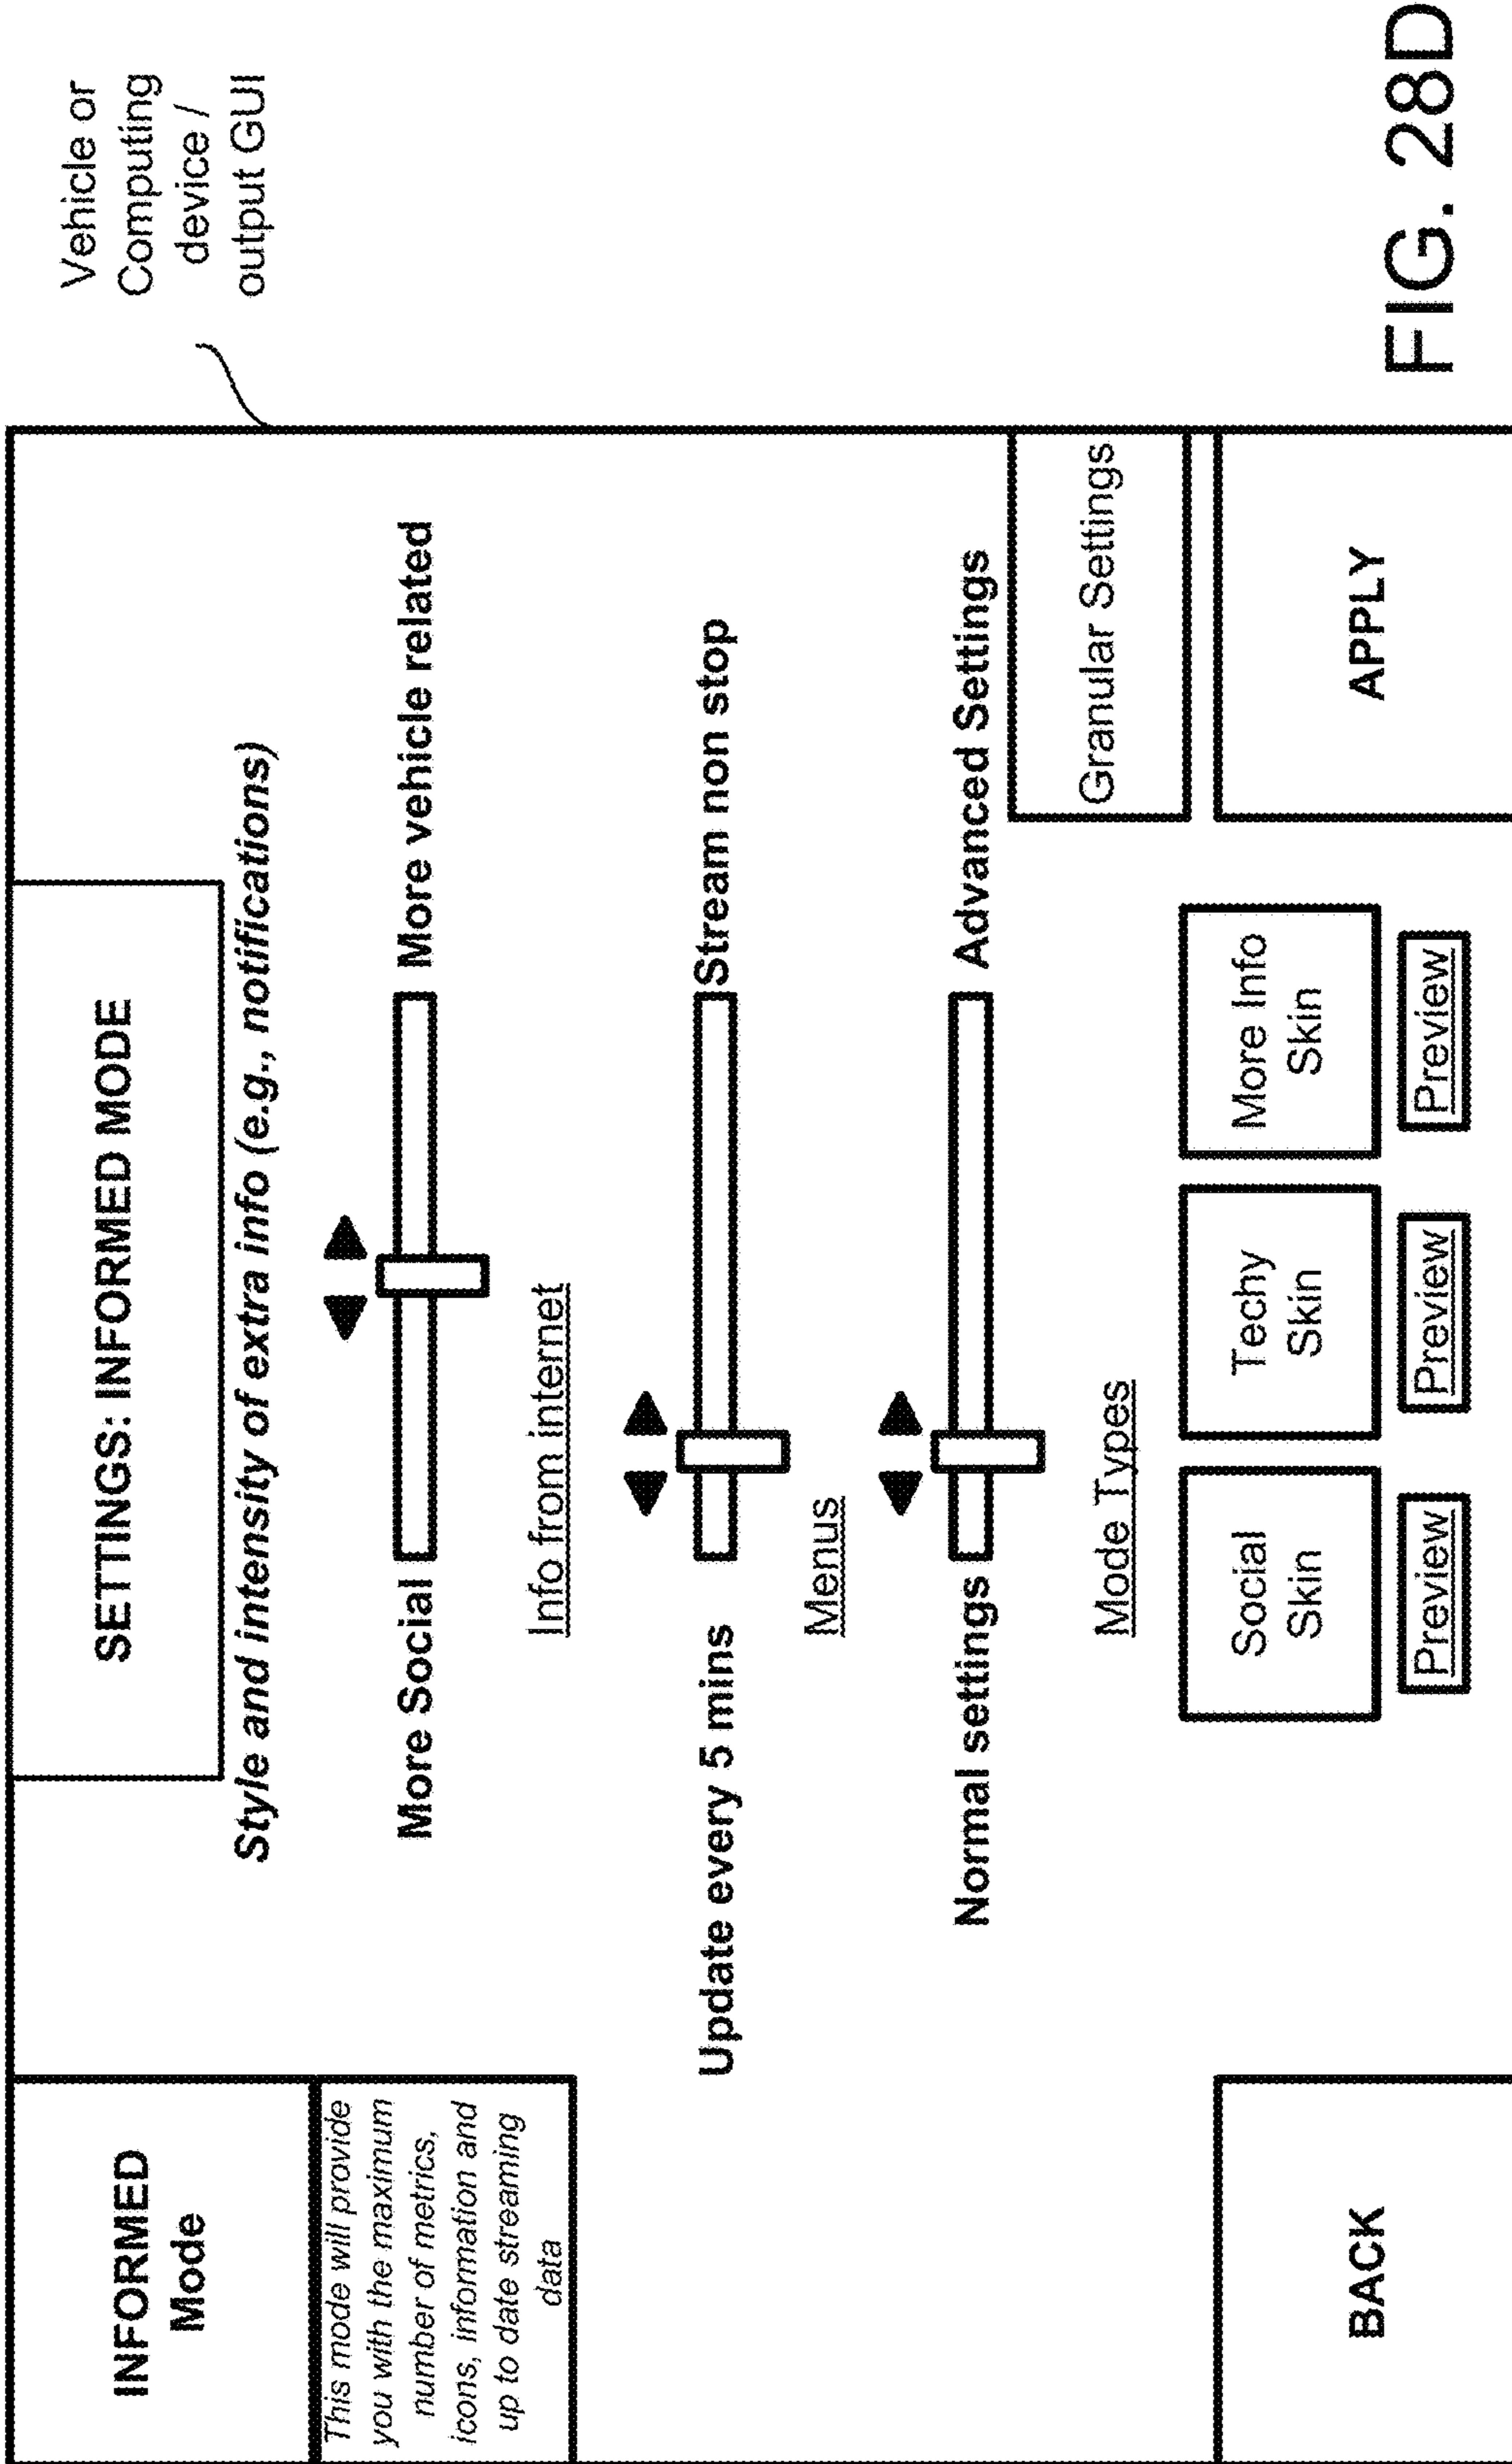 INFORMED
Mode
This mode will provide
you with the maximum
number of metrics,
icons, information and
up to date streaming
data
SETTINGS: INFORMED MODE
Style and intensity of extra info (e.g., notifications)
More Social
More vehicle related
Info from internet
Update every 5 mins
Stream non stop
Menus
Normal settings
Advanced Settings
Mode Types
Granular Settings
Social
Skin
Techy
Skin
More Info
Skin
Preview
Preview
Preview
BACK
APPLY
Vehicle or
Computing
device /
output GUI
FIG. 28D